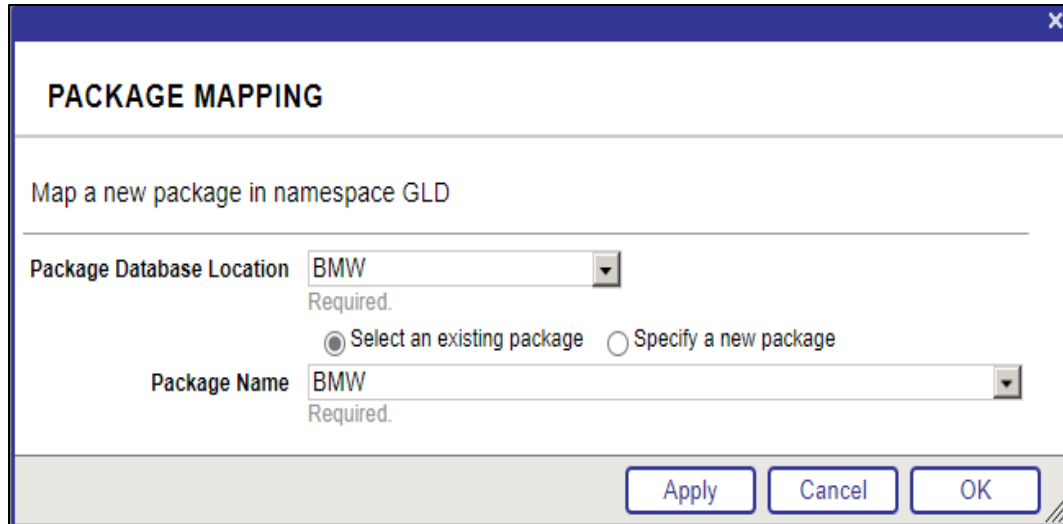 x
PACKAGE MAPPING
Map a new package in namespace GLD
Package Database Location BMW
Required.
Select an existing package Specify a new package
Package Name BMW
Required.
Apply Cancel OK